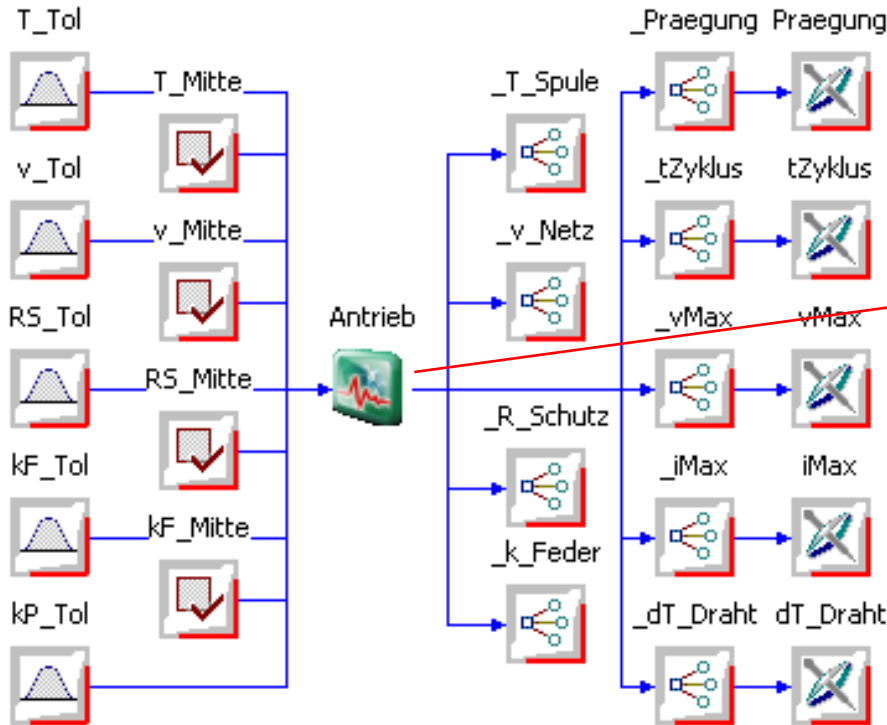 T_Tol
_Praegung Praegung
T_Mitte
_T_Spule
v_Tol
_tZyklus tZyklus
v_Mitte
_v_Netz
RS_Tol
Antrieb
_vMax vMax
RS_Mitte
_R_Schutz
kF_Tol
_iMax iMax
kF_Mitte
_k_Feder
kP_Tol
_dT_Draht dT_Draht